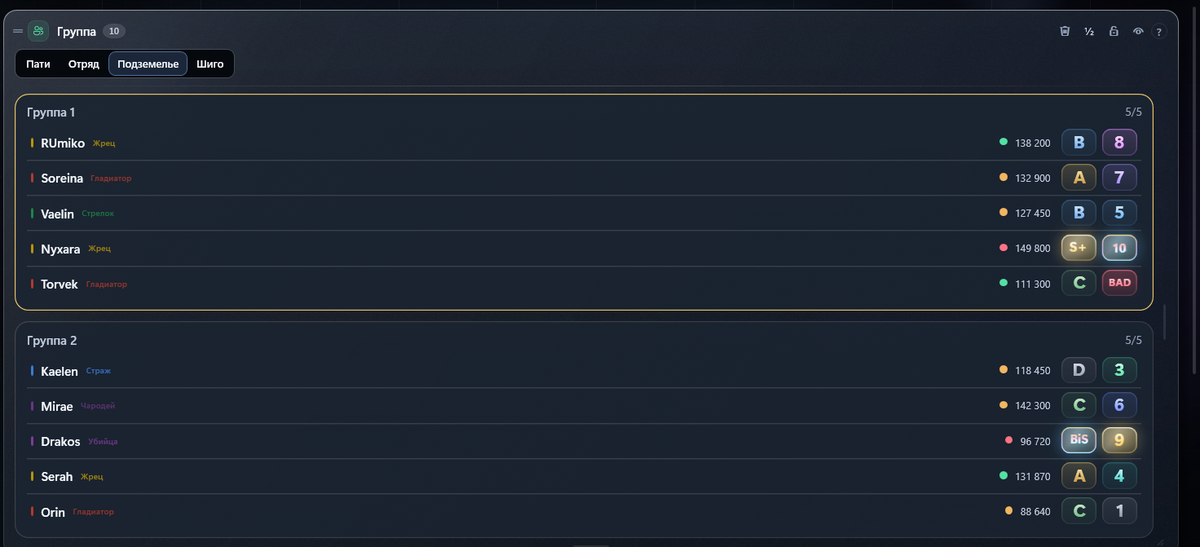 Группа 10 ½ ?
Пати Отряд Подземелье Шиго
Группа 1 5/5
RUmiko Жрец 138 200 B 8
Soreina Гладиатор 132 900 A 7
Vaelin Стрелок 127 450 B 5
Nyxara Жрец 149 800 S+ 10
Torvek Гладиатор 111 300 C BAD
Группа 2 5/5
Kaelen Страж 118 450 D 3
Mirae Чародей 142 300 C 6
Drakos Убийца 96 720 BiS 9
Serah Жрец 131 870 A 4
Orin Гладиатор 88 640 C 1